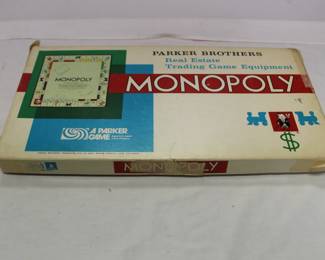 PARKER BROTHERS
Real Estate
Trading Game Equipment
MONOPOLY
MONOPOLY
A PARKER
GAME
$
MONOPOLY